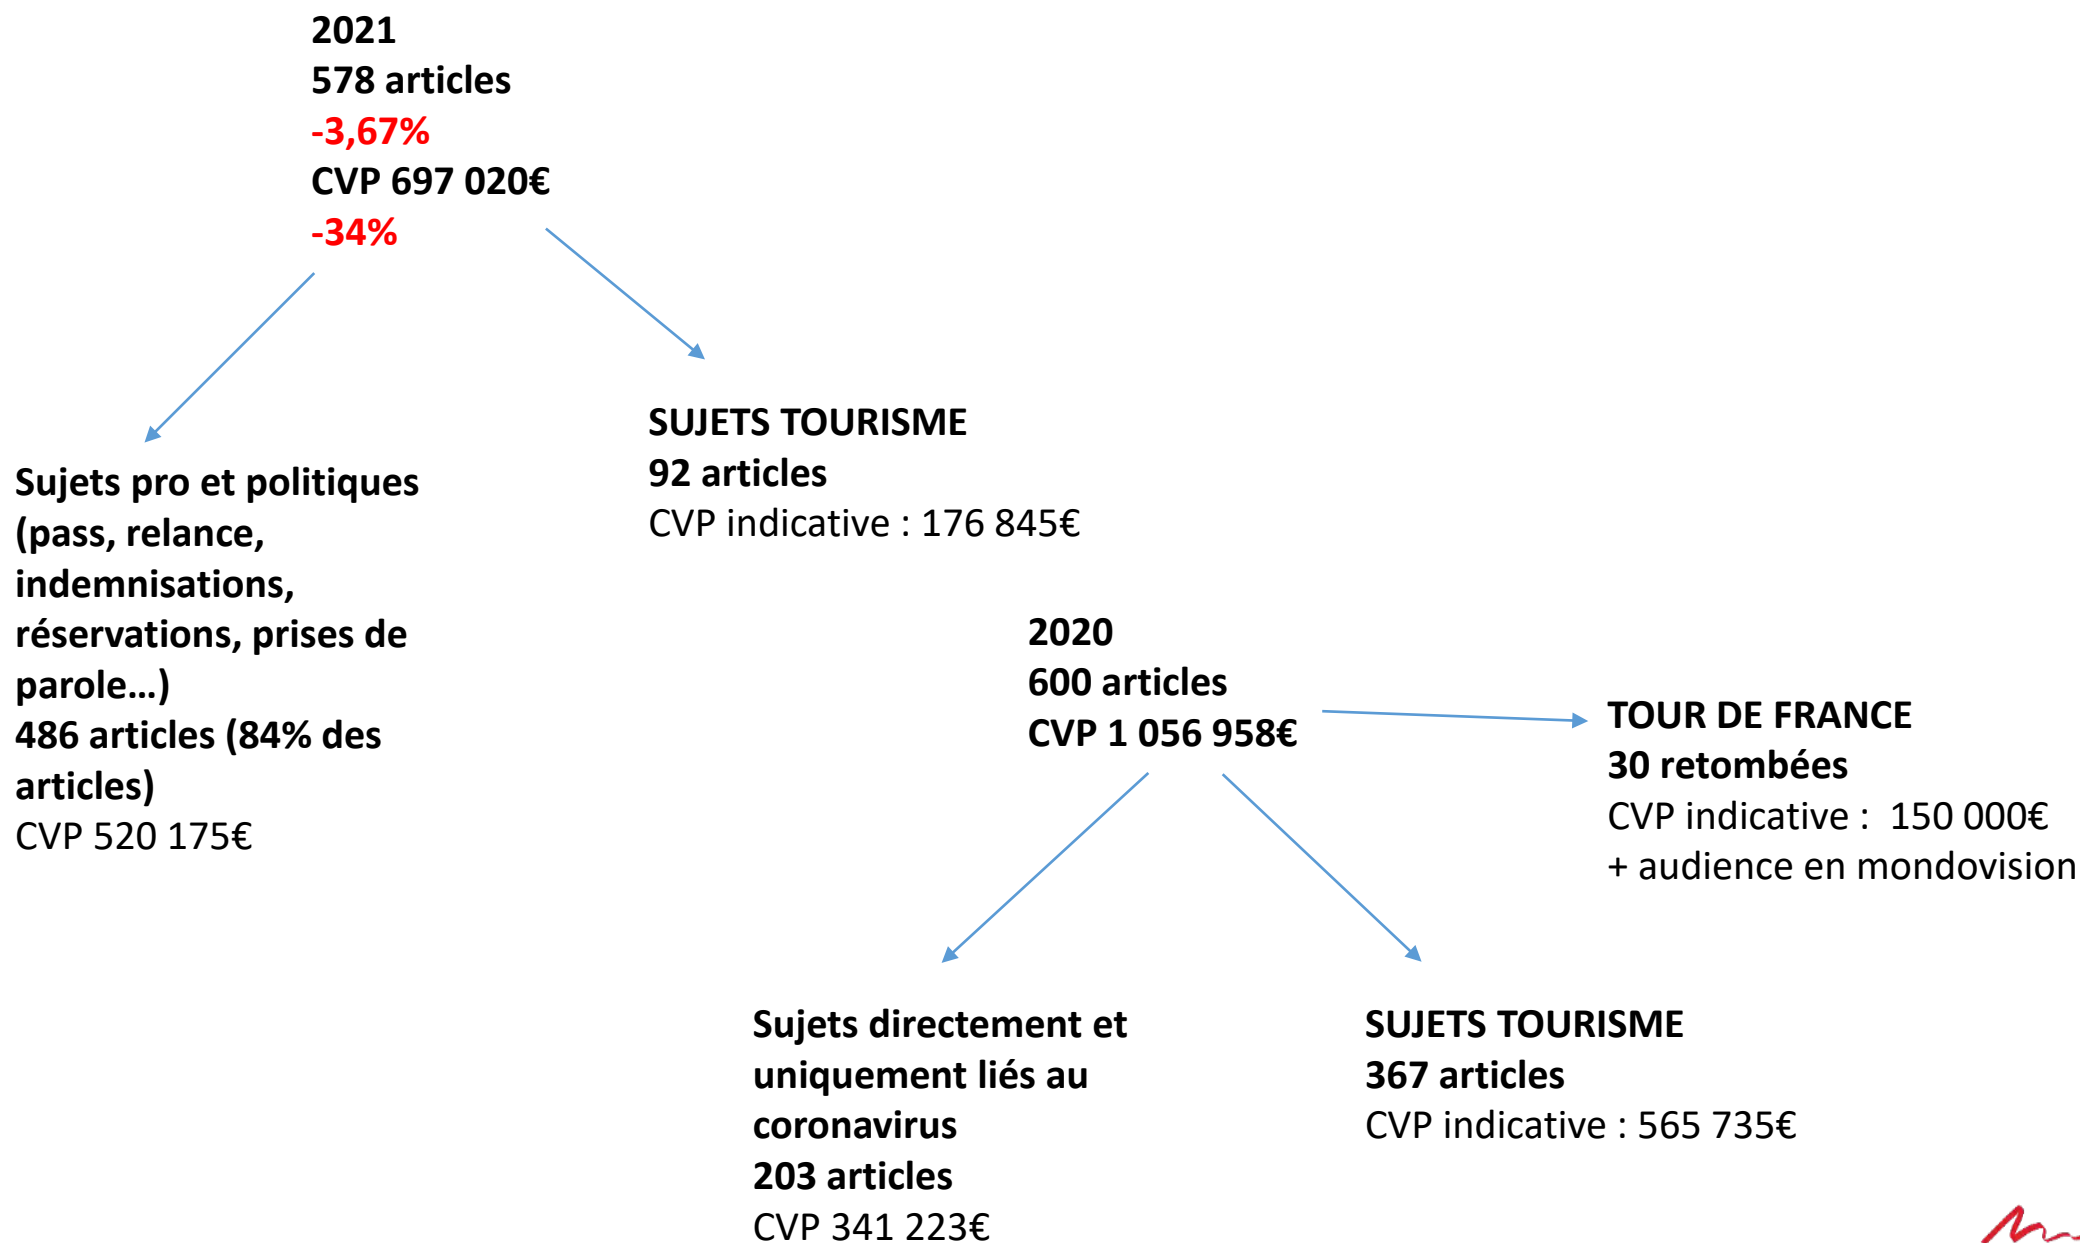 2021
578 articles
-3,67%
CVP 697 020€
-34%
Sujets pro et politiques
(pass, relance,
indemnisations,
réservations, prises de
parole…)
486 articles (84% des
articles)
CVP 520 175€
SUJETS TOURISME
92 articles
CVP indicative : 176 845€
2020
600 articles
CVP 1 056 958€
TOUR DE FRANCE
30 retombées
CVP indicative :  150 000€
+ audience en mondovision
Sujets directement et
uniquement liés au
coronavirus
203 articles
CVP 341 223€
SUJETS TOURISME
367 articles
CVP indicative : 565 735€